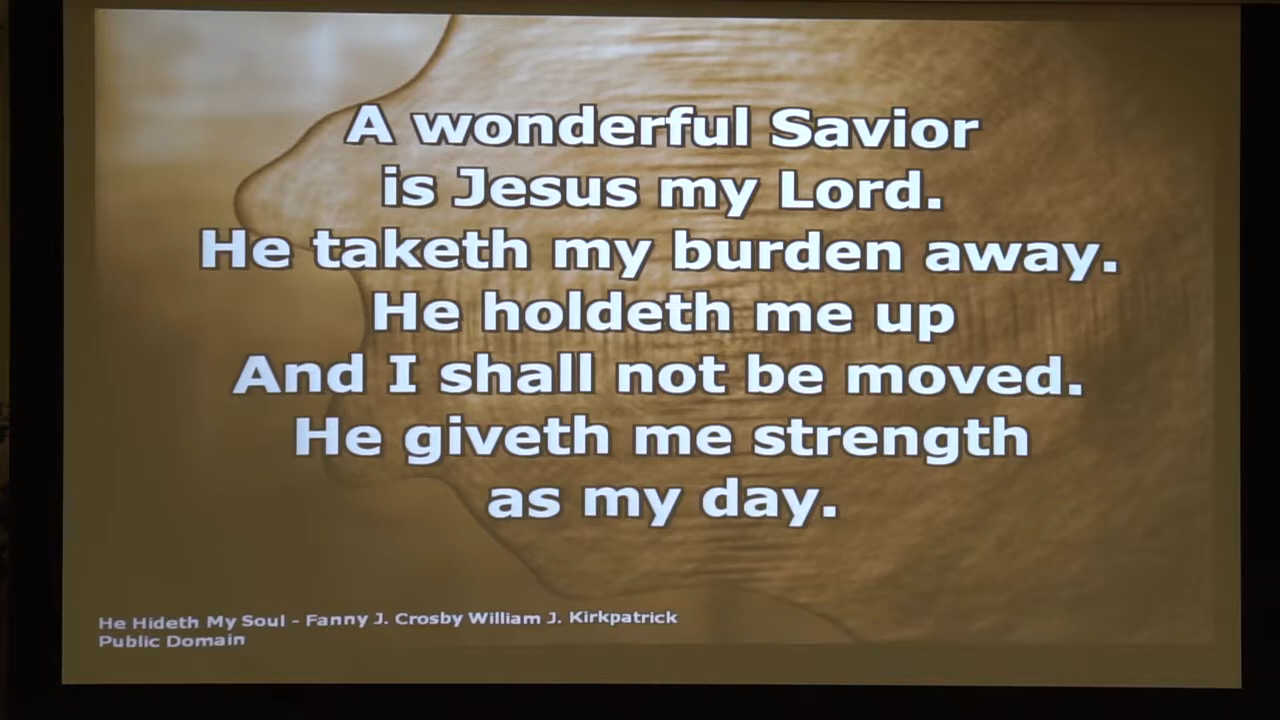 A wonderful Savior
is Jesus my Lord.
He taketh my burden away.
He holdeth me up
And I shall not be moved.
He giveth me strength
as my day.
He Hideth My Soul - Fanny J. Crosby William J. Kirkpatrick
Public Domain